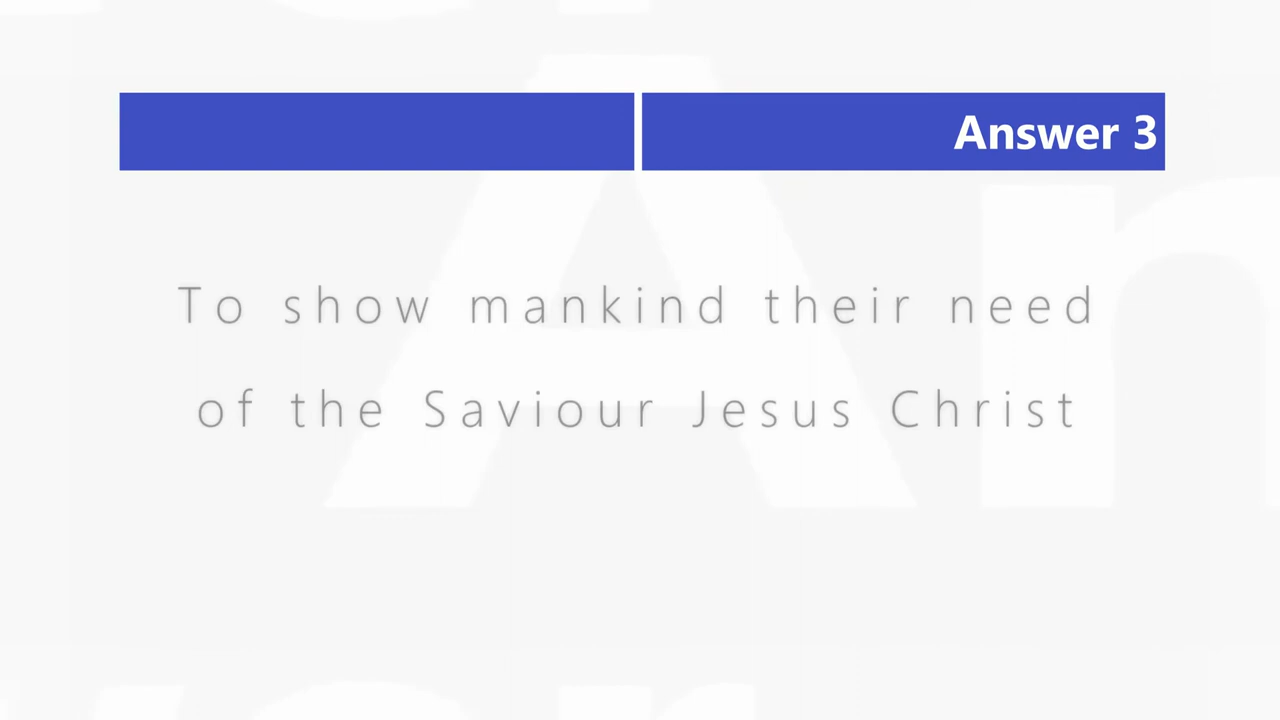 Answer 3
To show mankind their need
of the Saviour Jesus Christ